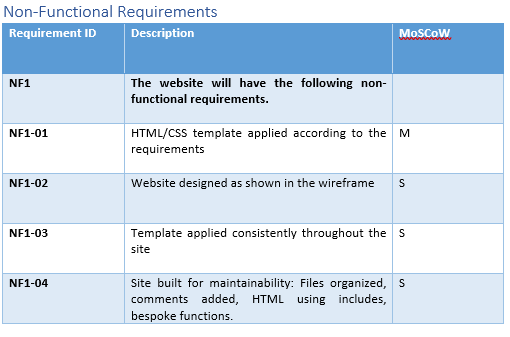 Non-Functional Requirements
Requirement ID Description MoSCoW
NF1 The website will have the following non-
functional requirements.
NF1-01 HTML/CSS template applied according to the M
requirements
NF1-02 Website designed as shown in the wireframe S
NF1-03 Template applied consistently throughout the S
site
NF1-04 Site built for maintainability: Files organized, S
comments added, HTML using includes,
bespoke functions.